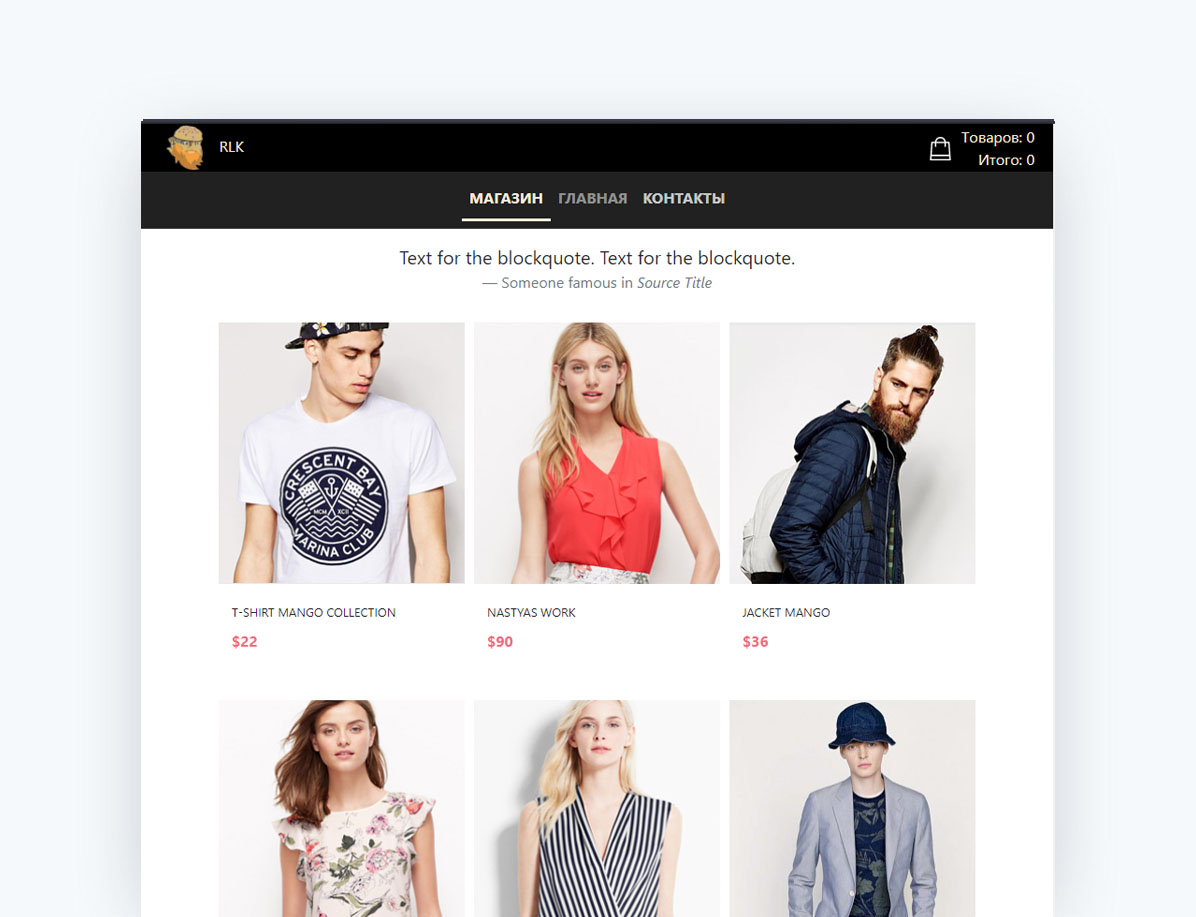 RLK
Товаров: 0
Итого: 0
МАГАЗИН ГЛАВНАЯ КОНТАКТЫ
Text for the blockquote. Text for the blockquote.
— Someone famous in Source Title
CRESCENT BAY
MCM XCII
MARINA CLUB
T-SHIRT MANGO COLLECTION
$22
NASTYAS WORK
$90
JACKET MANGO
$36